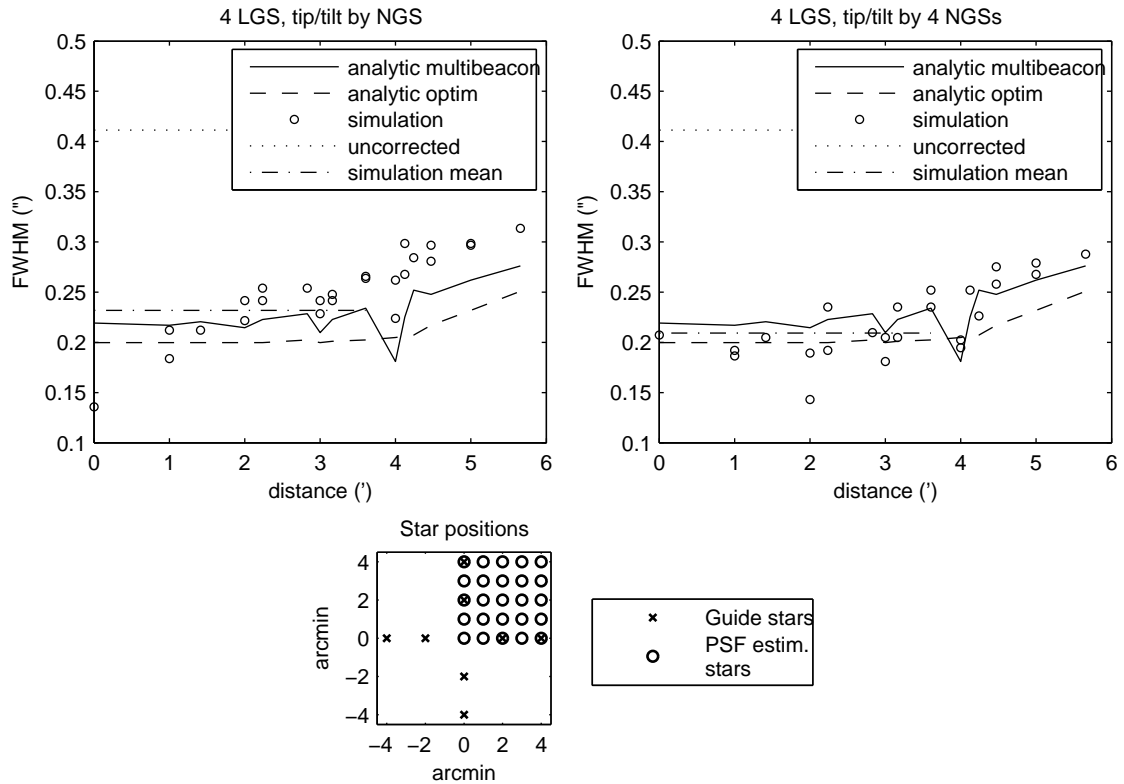 4 LGS, tip/tilt by NGS
0.5
0.45
0.4
0.35
0.3
0.25
0.2
0.15
0.1
FWHM ('')
analytic multibeacon
analytic optim
simulation
uncorrected
simulation mean
0 1 2 3 4 5 6
distance (')
4 LGS, tip/tilt by 4 NGSs
0.5
0.45
0.4
0.35
0.3
0.25
0.2
0.15
0.1
FWHM ('')
analytic multibeacon
analytic optim
simulation
uncorrected
simulation mean
0 1 2 3 4 5 6
distance (')
Star positions
4
2
0
−2
−4
arcmin
−4 −2 0 2 4
arcmin
Guide stars
PSF estim.
stars